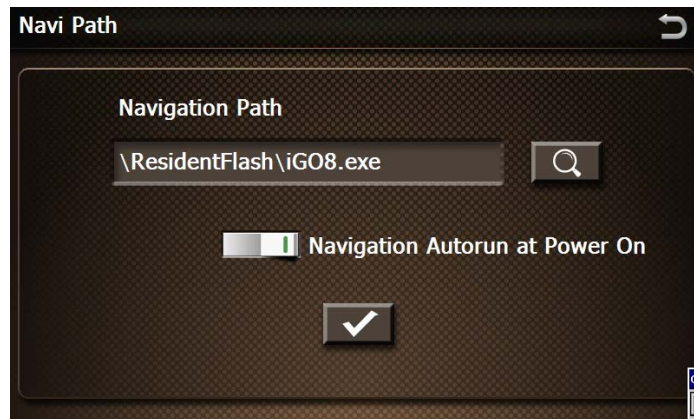 Navi Path
Navigation Path
\ResidentFlash\iGO8.exe
Navigation Autorun at Power On